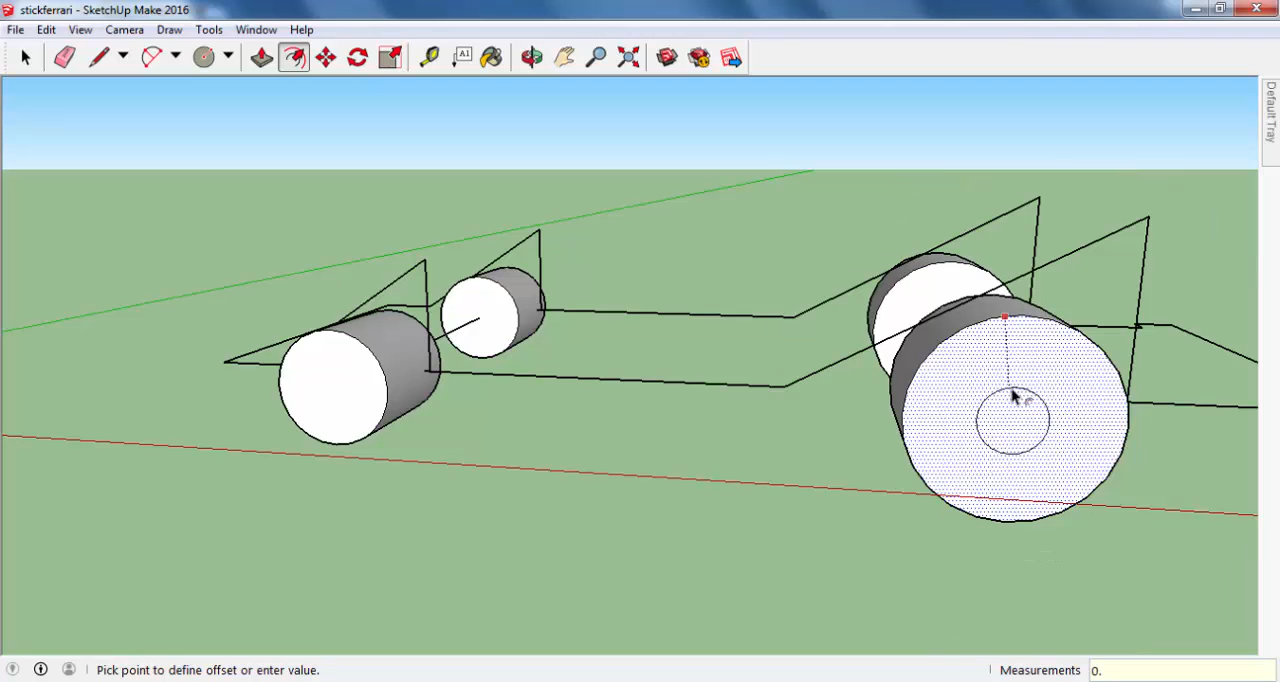 stickferrari - SketchUp Make 2016
File Edit View Camera Draw Tools Window Help
A1
Default Tray
Pick point to define offset or enter value.
Measurements 0.